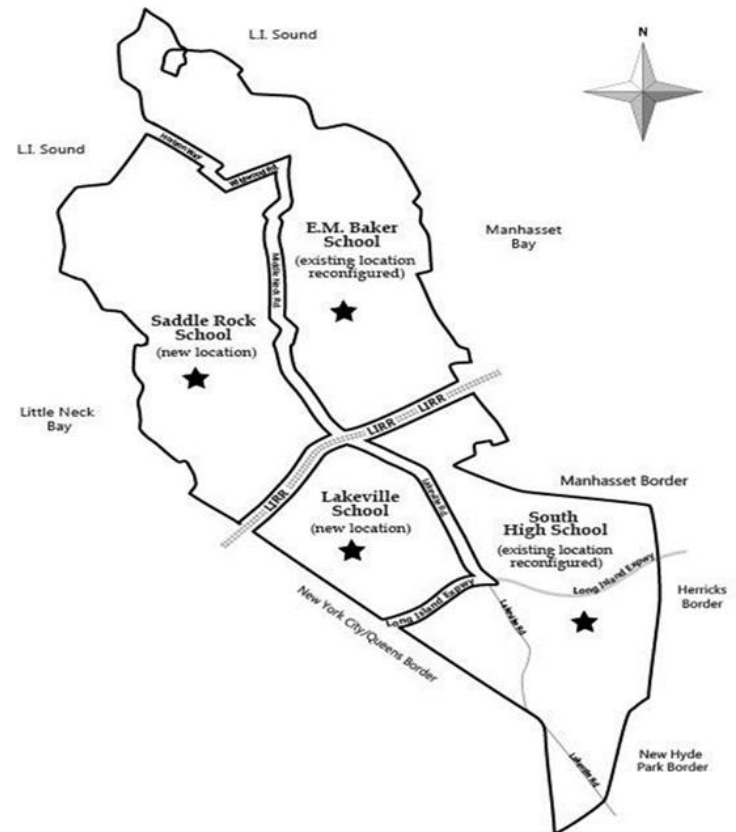 L.I. Sound
N
L.I. Sound
Wildwood Rd.
Manhasset
Bay
E.M. Baker
School
(existing location
reconfigured)
Middle Neck Rd.
Saddle Rock
School
(new location)
Little Neck
Bay
LIRR
LIRR
LIRR
LIRR
Manhasset Border
Lakeville Rd.
Lakeville
School
(new location)
South
High School
(existing location
reconfigured)
Long Island Expwy
Herricks
Border
Long Island Expwy
New York City/Queens Border
Lakeville Rd.
Lakeville Rd.
New Hyde
Park Border